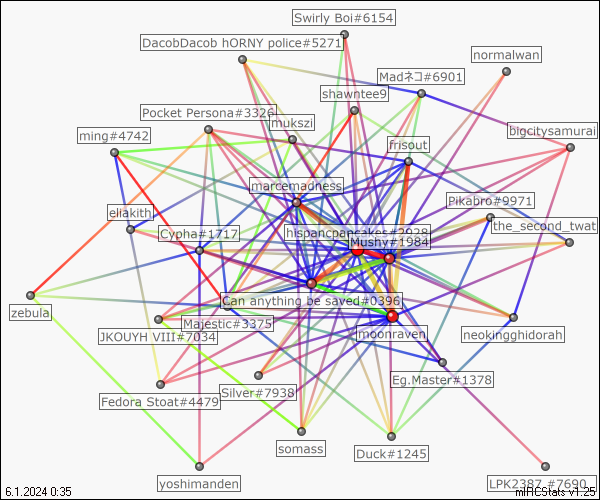 Swirly Boi#6154
DacobDacob hORNY police#5271
normalwan
Madネコ#6901
shawntee9
Pocket Persona#3326
mukszi
ming#4742
bigcitysamurai
frisout
marcemadness
Pikabro#9971
eliakith
the_second_twat
Cypha#1717
hispancpancakes#2928
Mushy#1984
Can anything be saved#0396
zebula
Majestic#3375
JKOUYH VIII#7034
moonraven
neokingghidorah
Eg.Master#1378
Silver#7938
Fedora Stoat#4479
somass
Duck#1245
yoshimanden
LPK2387 #7690
6.1.2024 0:35
mIRCStats v1.25